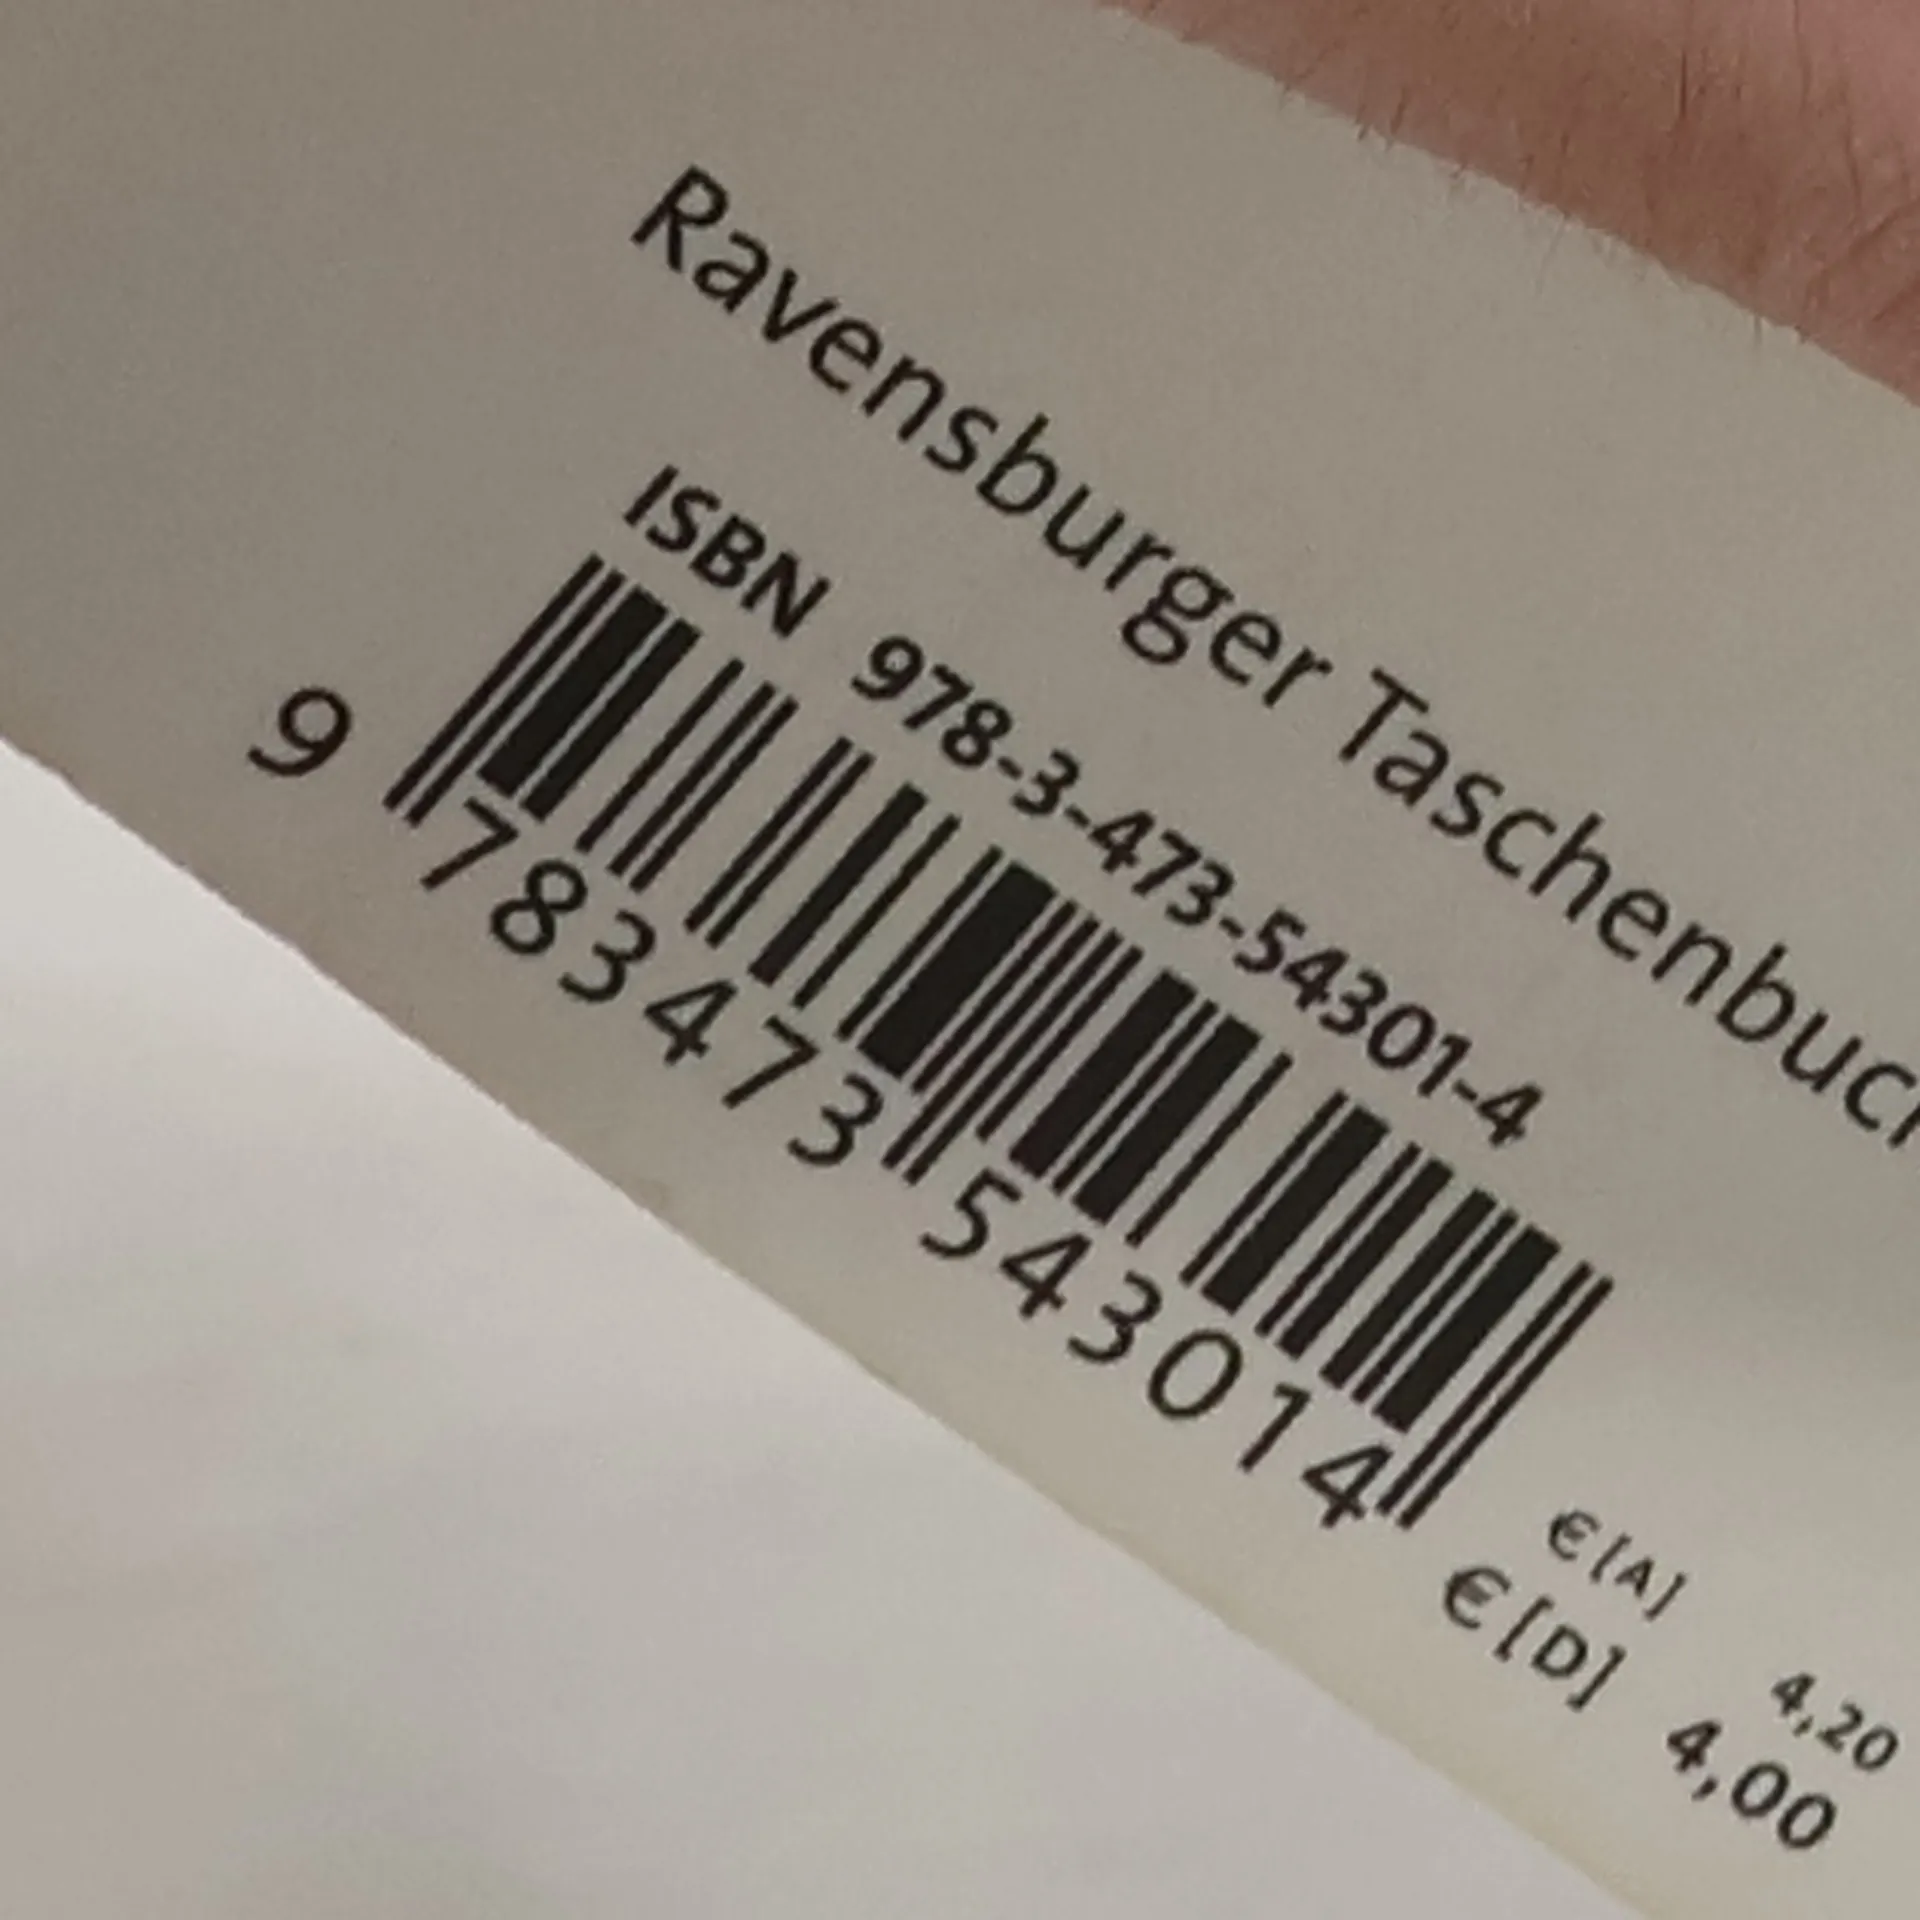 Ravensburger Taschenbuch
ISBN 978-3-473-54301-4
9 783473 543014
€ [A] 4,20
€ [D] 4,00